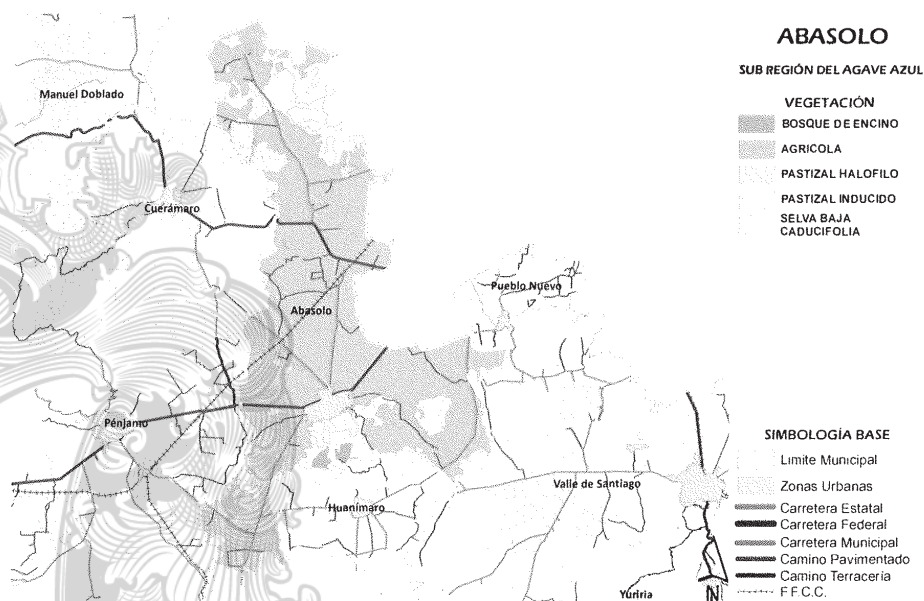 ABASOLO
SUB REGIÓN DEL AGAVE AZUL
VEGETACIÓN
BOSQUE DE ENCINO
AGRICOLA
PASTIZAL HALOFILO
PASTIZAL INDUCIDO
SELVA BAJA
CADUCIFOLIA
Manuel Doblado
Cuerámaro
Pueblo Nuevo
Abasolo
Pénjamo
Valle de Santiago
Huanímaro
Yuriria
SIMBOLOGÍA BASE
Limite Municipal
Zonas Urbanas
Carretera Estatal
Carretera Federal
Carretera Municipal
Camino Pavimentado
Camino Terracería
F.F.C.C.
N